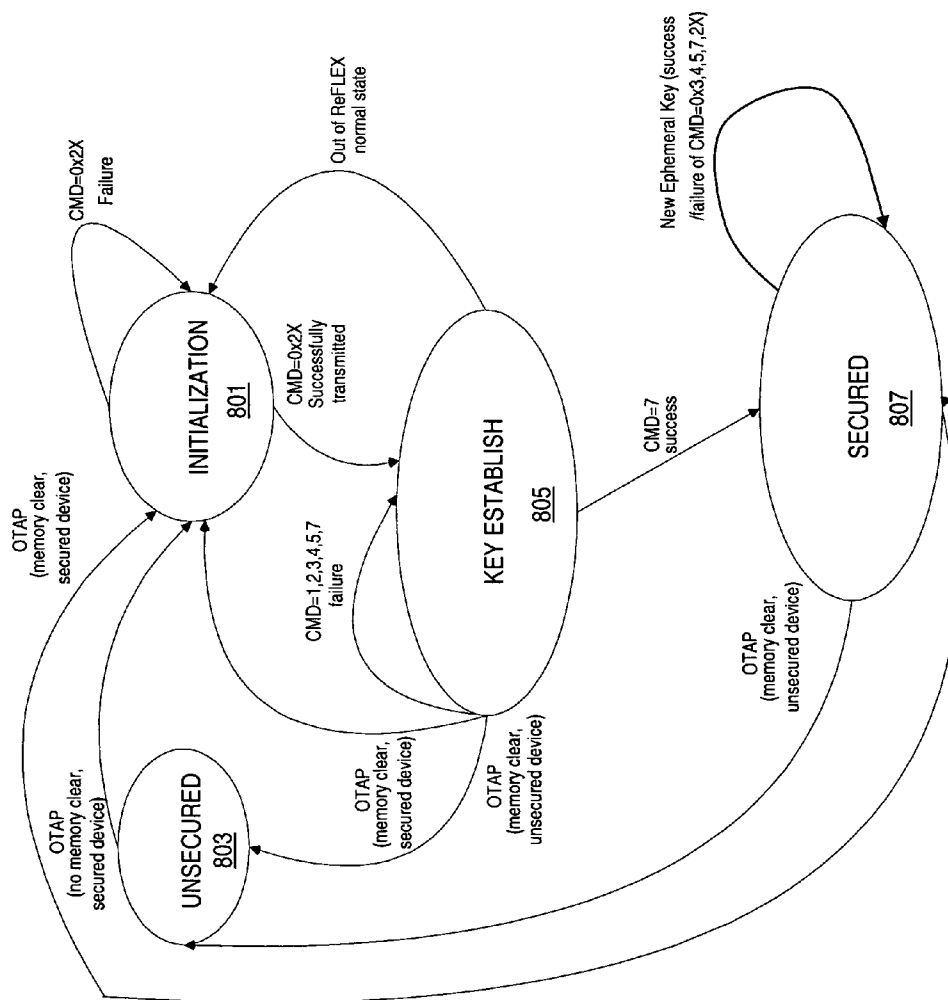 OTAP
(memory clear,
secured device)
OTAP
(no memory clear,
secured device)
CMD=0x2X
Failure
UNSECURED
803
INITIALIZATION
801
CMD=0x2X
Successfully
transmitted
Out of ReFLEX
normal state
CMD=1,2,3,4,5,7
failure
OTAP
(memory clear,
secured device)
OTAP
(memory clear,
unsecured device)
KEY ESTABLISH
805
CMD=7
success
New Ephemeral Key (success
/failure of CMD=0x3,4,5,7,2X)
OTAP
(memory clear,
unsecured device)
SECURED
807